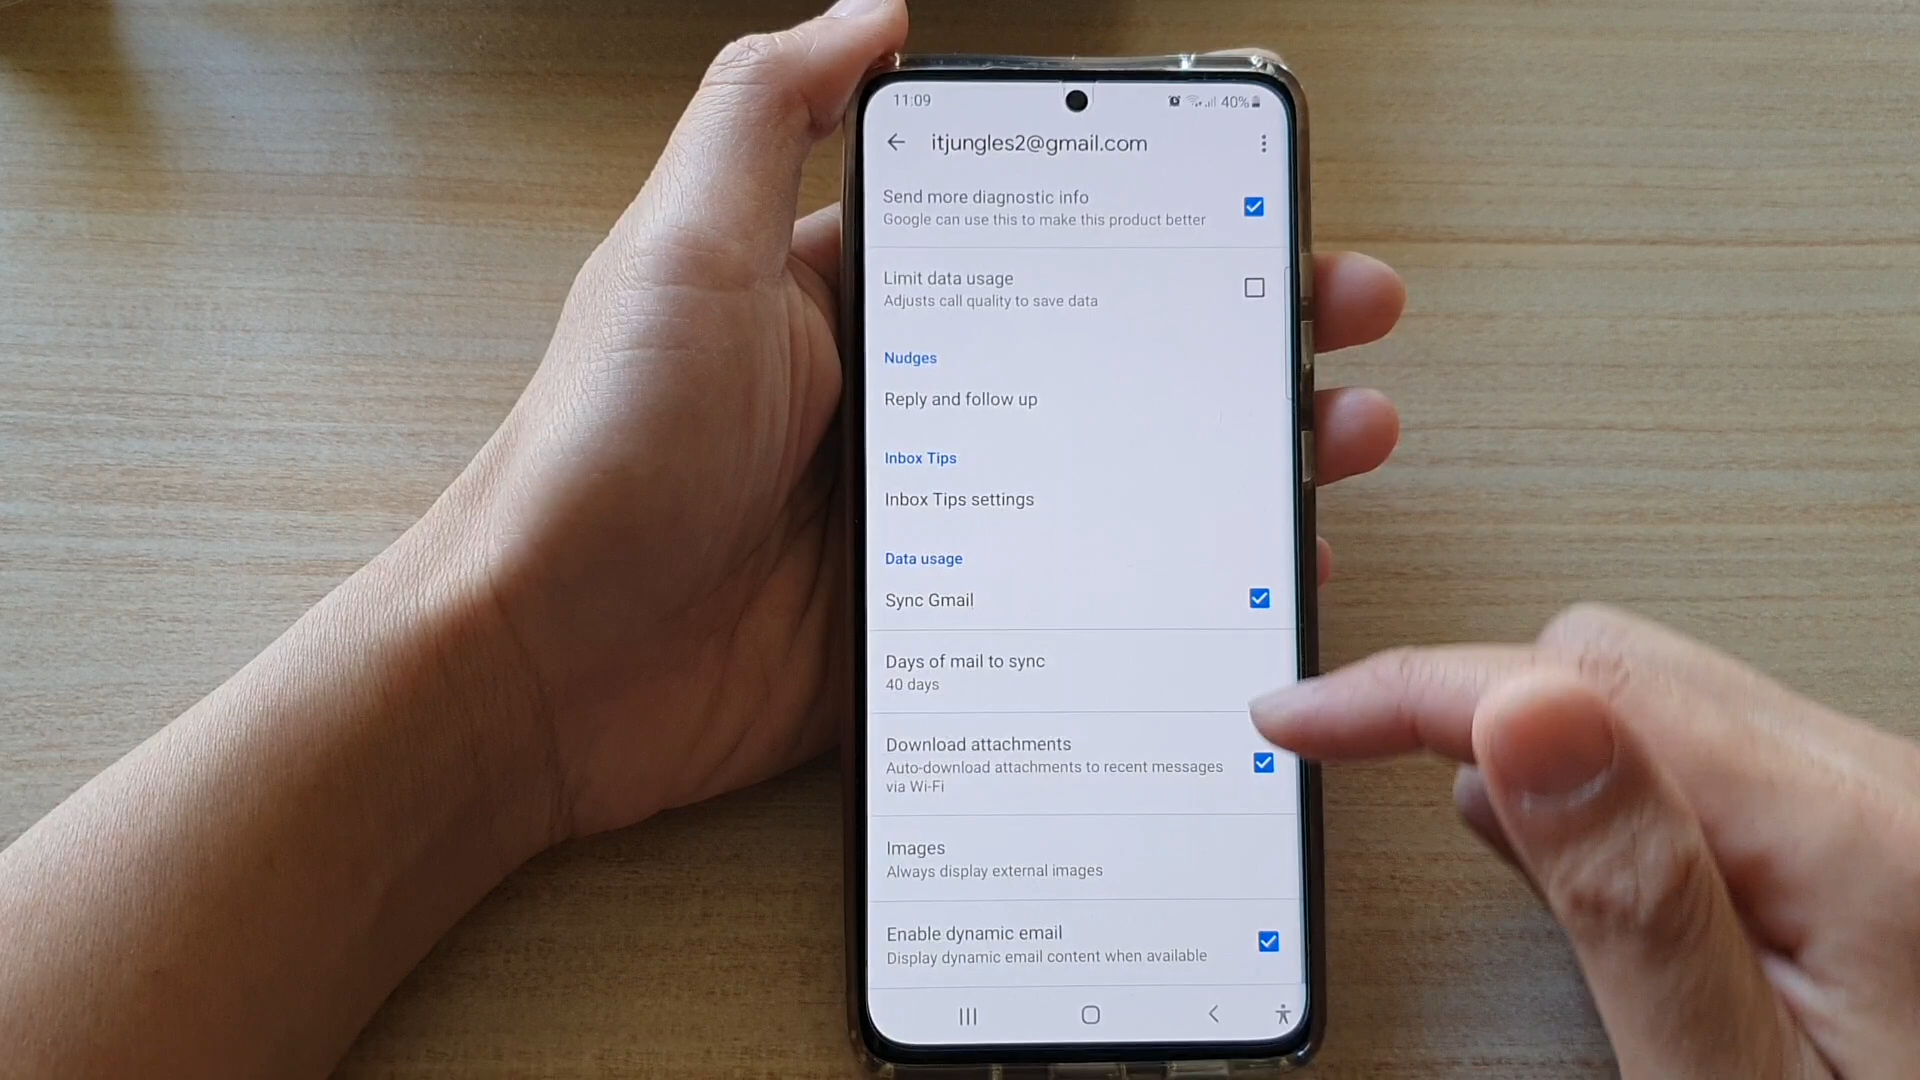 11:09 40%
itjungles2@gmail.com
Send more diagnostic info
Google can use this to make this product better
Limit data usage
Adjusts call quality to save data
Nudges
Reply and follow up
Inbox Tips
Inbox Tips settings
Data usage
Sync Gmail
Days of mail to sync
40 days
Download attachments
Auto-download attachments to recent messages
via Wi-Fi
Images
Always display external images
Enable dynamic email
Display dynamic email content when available